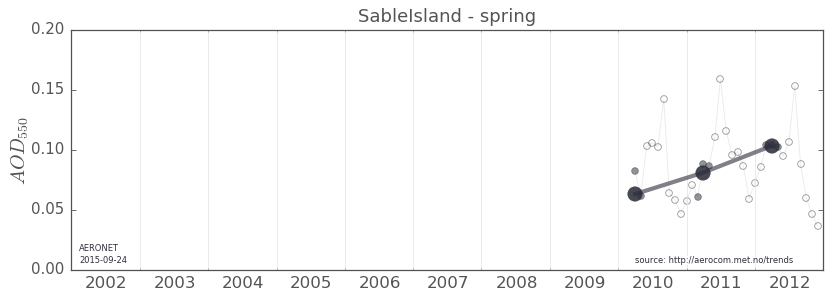 SableIsland - spring
0.20
0.15
0.10
0.05
0.00
AOD550
AERONET
2015-09-24
source: http://aerocom.met.no/trends
2002 2003 2004 2005 2006 2007 2008 2009 2010 2011 2012